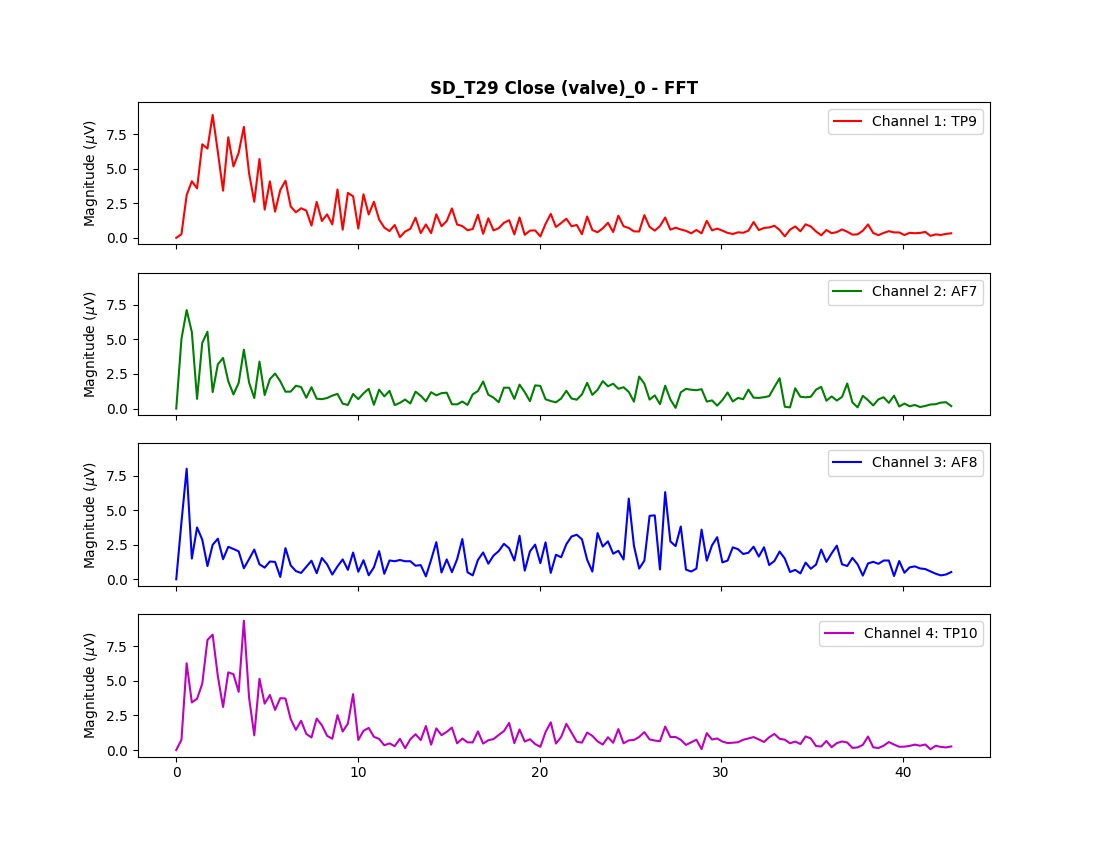 SD_T29 Close (valve)_0 - FFT
Magnitude (μV)
7.5
5.0
2.5
0.0
Channel 1: TP9
Magnitude (μV)
7.5
5.0
2.5
0.0
Channel 2: AF7
Magnitude (μV)
7.5
5.0
2.5
0.0
Channel 3: AF8
Magnitude (μV)
7.5
5.0
2.5
0.0
Channel 4: TP10
0 10 20 30 40